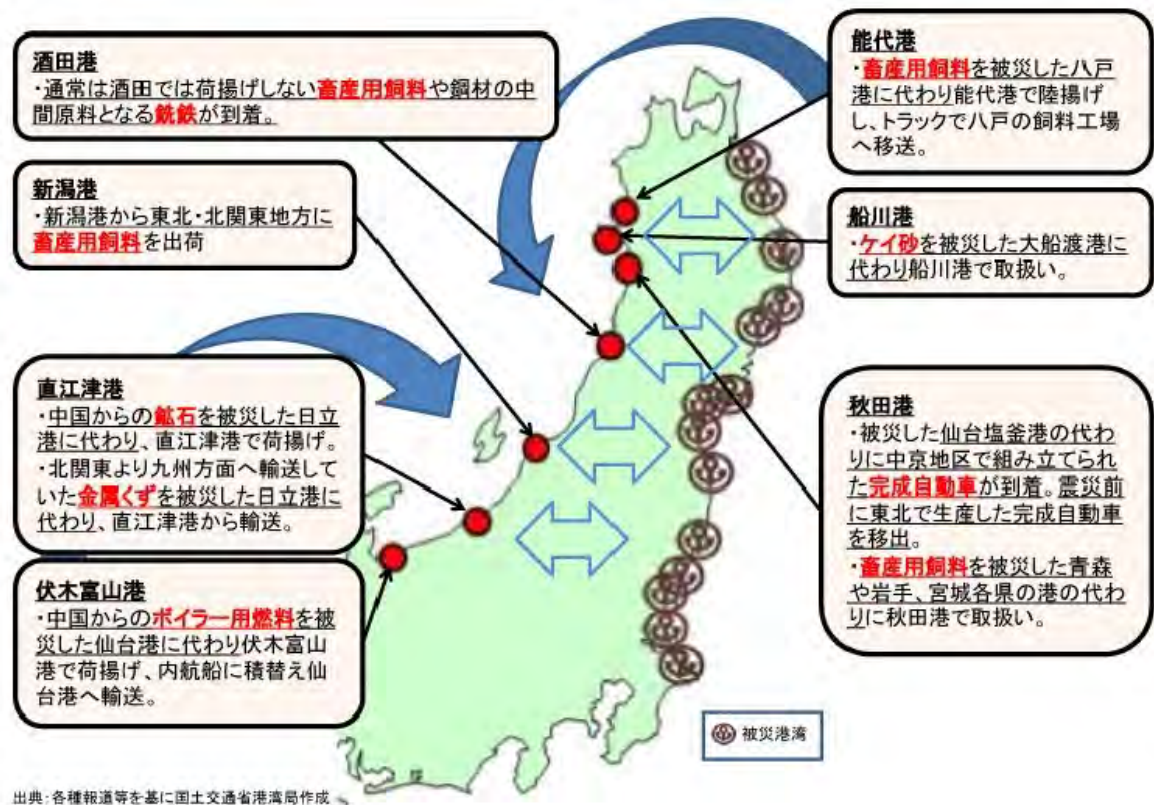 酒田港
・通常は酒田では荷揚げしない畜産用飼料や鋼材の中
間原料となる銑鉄が到着。
新潟港
・新潟港から東北・北関東地方に
畜産用飼料を出荷
直江津港
・中国からの鉱石を被災した日立
港に代わり、直江津港で荷揚げ。
・北関東より九州方面へ輸送して
いた金属くずを被災した日立港に
代わり、直江津港から輸送。
伏木富山港
・中国からのボイラー用燃料を被
災した仙台港に代わり伏木富山
港で荷揚げ、内航船に積替え仙
台港へ輸送。
能代港
・畜産用飼料を被災した八戸
港に代わり能代港で陸揚げ
し、トラックで八戸の飼料工場
へ移送。
船川港
・ケイ砂を被災した大船渡港に
代わり船川港で取扱い。
秋田港
・被災した仙台塩釜港の代わ
りに中京地区で組み立てられ
た完成自動車が到着。震災前
に東北で生産した完成自動車
を移出。
・畜産用飼料を被災した青森
や岩手、宮城各県の港の代わ
りに秋田港で取扱い。
被災港湾
出典：各種報道等を基に国土交通省港湾局作成